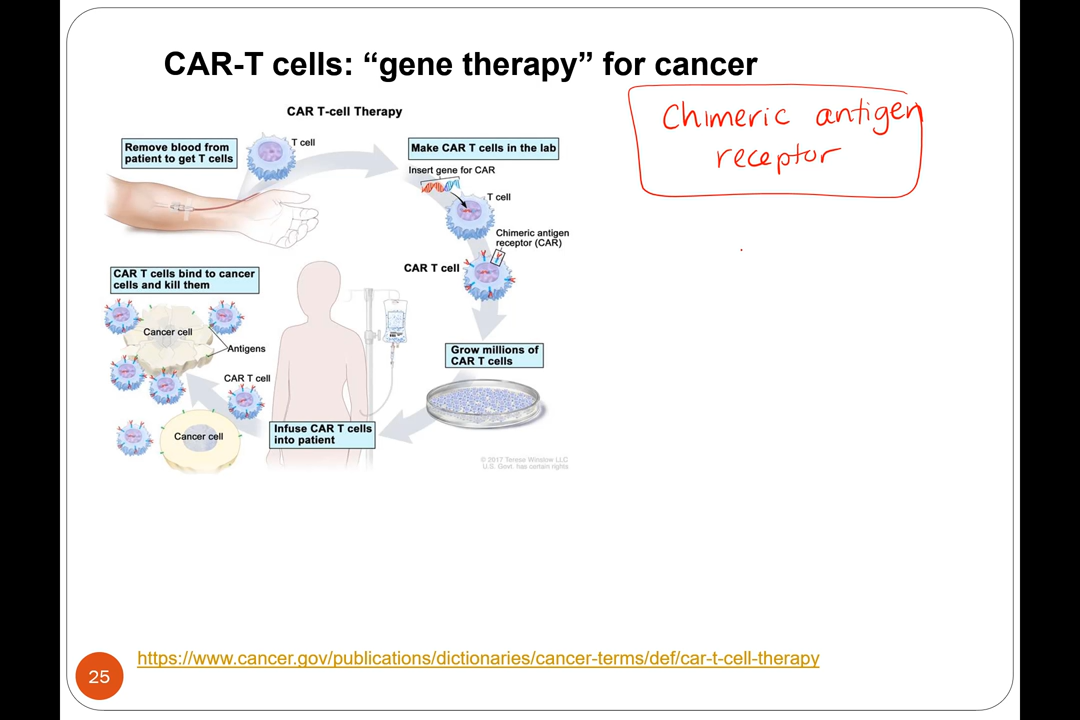 CAR-T cells: “gene therapy” for cancer
Chimeric antigen
receptor
CAR T-cell Therapy
Remove blood from
patient to get T cells
T cell
Make CAR T cells in the lab
Insert gene for CAR
T cell
Chimeric antigen
receptor (CAR)
CAR T cell
Grow millions of
CAR T cells
Infuse CAR T cells
into patient
CAR T cells bind to cancer
cells and kill them
Cancer cell
Antigens
CAR T cell
Cancer cell
© 2017 Terese Winslow LLC
U.S. Govt. has certain rights
https://www.cancer.gov/publications/dictionaries/cancer-terms/def/car-t-cell-therapy
25